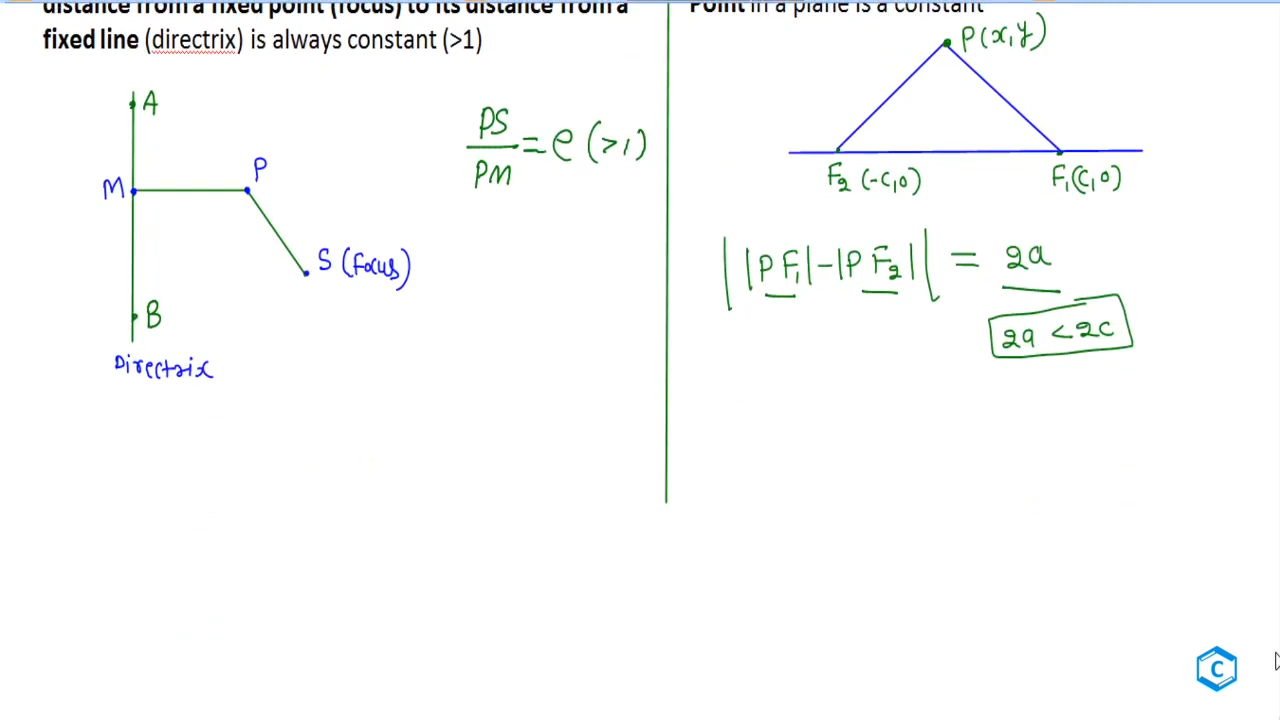 distance from a fixed point (focus) to its distance from a
fixed line (directrix) is always constant (>1)
A
M
P
S (Focus)
B
Directrix
PS/PM = e (>1)
Point in a plane is a constant
P(x,y)
F₂ (-c,0)
F₁(c,0)
||PF₁|-|PF₂|| = 2a
2a < 2c
C